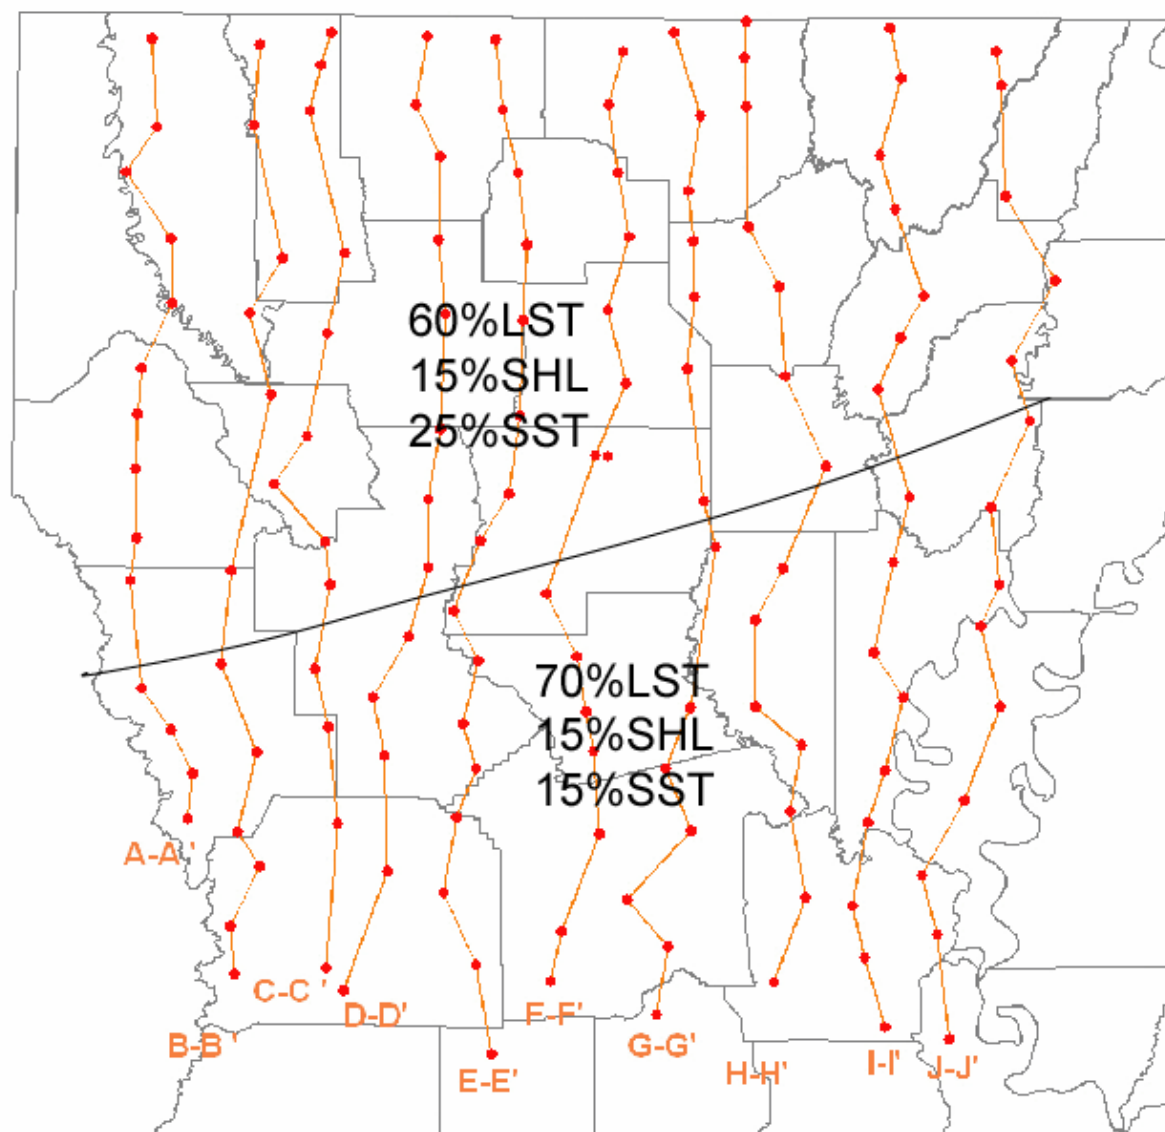 60%LST
15%SHL
25%SST
70%LST
15%SHL
15%SST
A-A'
B-B'
C-C'
D-D'
E-E'
F-F'
G-G'
H-H'
I-I'
J-J'